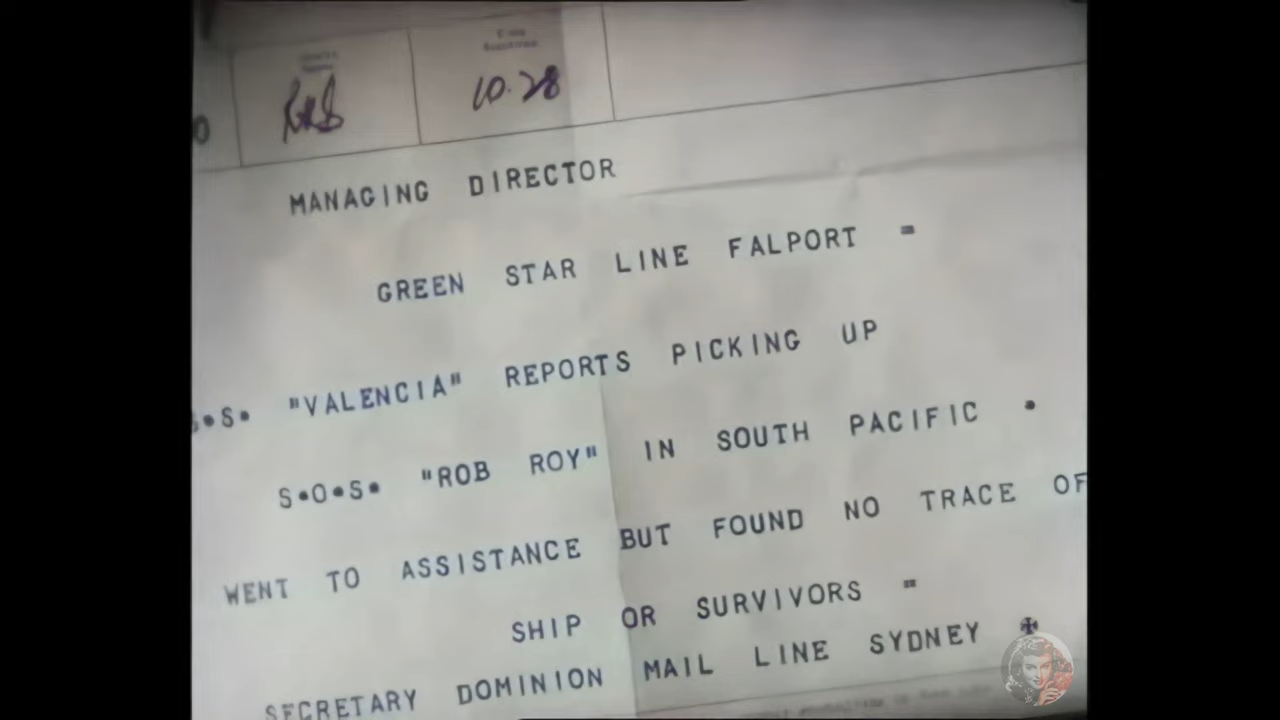 10.28
MANAGING DIRECTOR
GREEN STAR LINE FALPORT =
S.S. "VALENCIA" REPORTS PICKING UP
S.O.S. "ROB ROY" IN SOUTH PACIFIC .
WENT TO ASSISTANCE BUT FOUND NO TRACE OF
SHIP OR SURVIVORS =
SECRETARY DOMINION MAIL LINE SYDNEY +